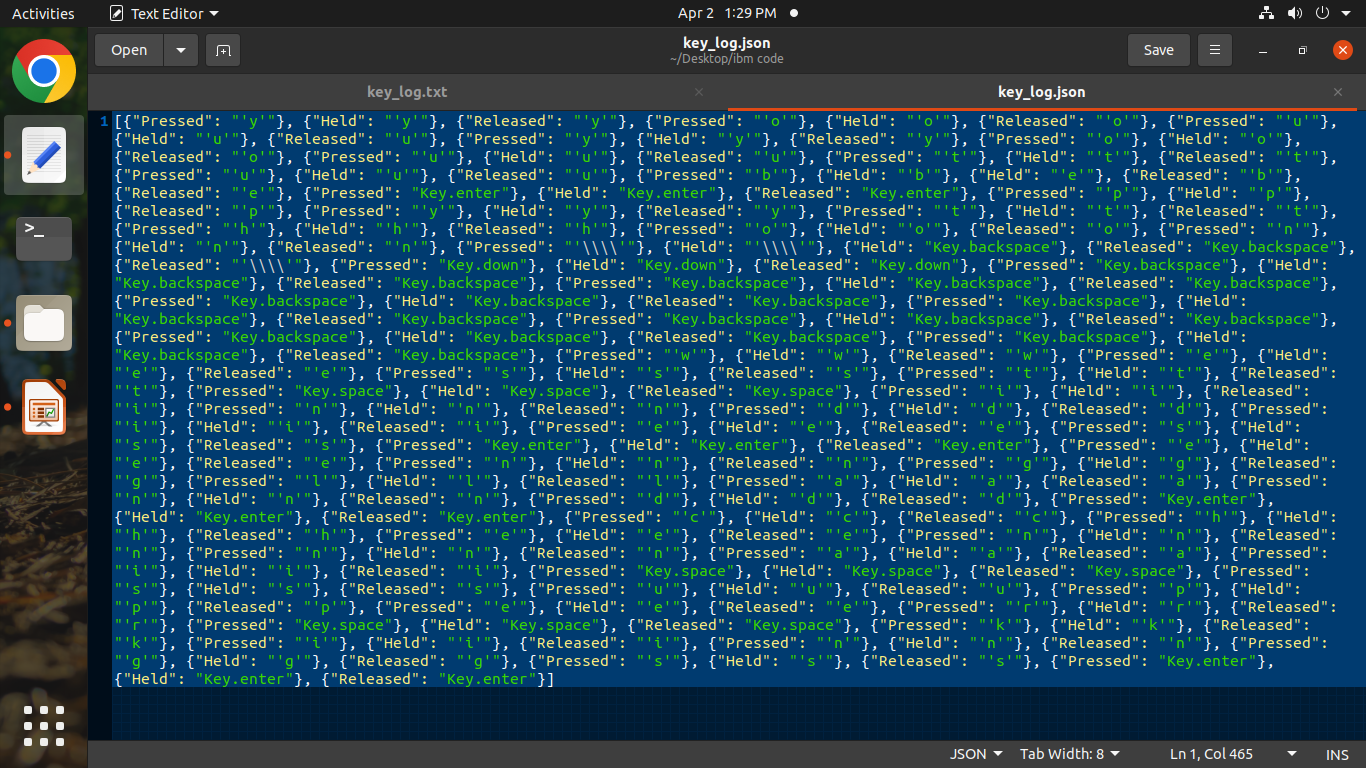 Activities
Text Editor
Apr 2 1:29 PM
Open
key_log.json
~/Desktop/ibm code
Save
key_log.txt
key_log.json
1
[{"Pressed": "'y'"}, {"Held": "'y'"}, {"Released": "'y'"}, {"Pressed": "'o'"}, {"Held": "'o'"}, {"Released": "'o'"}, {"Pressed": "'u'"},
{"Held": "'u'"}, {"Released": "'u'"}, {"Pressed": "'y'"}, {"Held": "'y'"}, {"Released": "'y'"}, {"Pressed": "'o'"}, {"Held": "'o'"},
{"Released": "'o'"}, {"Pressed": "'u'"}, {"Held": "'u'"}, {"Released": "'u'"}, {"Pressed": "'t'"}, {"Held": "'t'"}, {"Released": "'t'"},
{"Pressed": "'u'"}, {"Held": "'u'"}, {"Released": "'u'"}, {"Pressed": "'b'"}, {"Held": "'b'"}, {"Held": "'e'"}, {"Released": "'b'"},
{"Released": "'e'"}, {"Pressed": "Key.enter"}, {"Held": "Key.enter"}, {"Released": "Key.enter"}, {"Pressed": "'p'"}, {"Held": "'p'"},
{"Released": "'p'"}, {"Pressed": "'y'"}, {"Held": "'y'"}, {"Released": "'y'"}, {"Pressed": "'t'"}, {"Held": "'t'"}, {"Released": "'t'"},
{"Pressed": "'h'"}, {"Held": "'h'"}, {"Released": "'h'"}, {"Pressed": "'o'"}, {"Held": "'o'"}, {"Released": "'o'"}, {"Pressed": "'n'"},
{"Held": "'n'"}, {"Released": "'n'"}, {"Pressed": "'\\\\'"}, {"Held": "'\\\\'"}, {"Held": "Key.backspace"}, {"Released": "Key.backspace"},
{"Released": "'\\\\'"}, {"Pressed": "Key.down"}, {"Held": "Key.down"}, {"Released": "Key.down"}, {"Pressed": "Key.backspace"}, {"Held":
"Key.backspace"}, {"Released": "Key.backspace"}, {"Pressed": "Key.backspace"}, {"Held": "Key.backspace"}, {"Released": "Key.backspace"},
{"Pressed": "Key.backspace"}, {"Held": "Key.backspace"}, {"Released": "Key.backspace"}, {"Pressed": "Key.backspace"}, {"Held":
"Key.backspace"}, {"Released": "Key.backspace"}, {"Pressed": "Key.backspace"}, {"Held": "Key.backspace"}, {"Released": "Key.backspace"},
{"Pressed": "Key.backspace"}, {"Held": "Key.backspace"}, {"Released": "Key.backspace"}, {"Pressed": "Key.backspace"}, {"Held":
"Key.backspace"}, {"Released": "Key.backspace"}, {"Pressed": "'w'"}, {"Held": "'w'"}, {"Released": "'w'"}, {"Pressed": "'e'"}, {"Held":
"'e'"}, {"Released": "'e'"}, {"Pressed": "'s'"}, {"Held": "'s'"}, {"Released": "'s'"}, {"Pressed": "'t'"}, {"Held": "'t'"}, {"Released":
"'t'"}, {"Pressed": "Key.space"}, {"Held": "Key.space"}, {"Released": "Key.space"}, {"Pressed": "'i'"}, {"Held": "'i'"}, {"Released":
"'i'"}, {"Pressed": "'n'"}, {"Held": "'n'"}, {"Released": "'n'"}, {"Pressed": "'d'"}, {"Held": "'d'"}, {"Released": "'d'"}, {"Pressed":
"'i'"}, {"Held": "'i'"}, {"Released": "'i'"}, {"Pressed": "'e'"}, {"Held": "'e'"}, {"Released": "'e'"}, {"Pressed": "'s'"}, {"Held":
"'s'"}, {"Released": "'s'"}, {"Pressed": "Key.enter"}, {"Held": "Key.enter"}, {"Released": "Key.enter"}, {"Pressed": "'e'"}, {"Held":
"'e'"}, {"Released": "'e'"}, {"Pressed": "'n'"}, {"Held": "'n'"}, {"Released": "'n'"}, {"Pressed": "'g'"}, {"Held": "'g'"}, {"Released":
"'g'"}, {"Pressed": "'l'"}, {"Held": "'l'"}, {"Released": "'l'"}, {"Pressed": "'a'"}, {"Held": "'a'"}, {"Released": "'a'"}, {"Pressed":
"'n'"}, {"Held": "'n'"}, {"Released": "'n'"}, {"Pressed": "'d'"}, {"Held": "'d'"}, {"Released": "'d'"}, {"Pressed": "Key.enter"},
{"Held": "Key.enter"}, {"Released": "Key.enter"}, {"Pressed": "'c'"}, {"Held": "'c'"}, {"Released": "'c'"}, {"Pressed": "'h'"}, {"Held":
"'h'"}, {"Released": "'h'"}, {"Pressed": "'e'"}, {"Held": "'e'"}, {"Released": "'e'"}, {"Pressed": "'n'"}, {"Held": "'n'"}, {"Released":
"'n'"}, {"Pressed": "'n'"}, {"Held": "'n'"}, {"Released": "'n'"}, {"Pressed": "'a'"}, {"Held": "'a'"}, {"Released": "'a'"}, {"Pressed":
"'i'"}, {"Held": "'i'"}, {"Released": "'i'"}, {"Pressed": "Key.space"}, {"Held": "Key.space"}, {"Released": "Key.space"}, {"Pressed":
"'s'"}, {"Held": "'s'"}, {"Released": "'s'"}, {"Pressed": "'u'"}, {"Held": "'u'"}, {"Released": "'u'"}, {"Pressed": "'p'"}, {"Held":
"'p'"}, {"Released": "'p'"}, {"Pressed": "'e'"}, {"Held": "'e'"}, {"Released": "'e'"}, {"Pressed": "'r'"}, {"Held": "'r'"}, {"Released":
"'r'"}, {"Pressed": "Key.space"}, {"Held": "Key.space"}, {"Released": "Key.space"}, {"Pressed": "'k'"}, {"Held": "'k'"}, {"Released":
"'k'"}, {"Pressed": "'i'"}, {"Held": "'i'"}, {"Released": "'i'"}, {"Pressed": "'n'"}, {"Held": "'n'"}, {"Released": "'n'"}, {"Pressed":
"'g'"}, {"Held": "'g'"}, {"Released": "'g'"}, {"Pressed": "'s'"}, {"Held": "'s'"}, {"Released": "'s'"}, {"Pressed": "Key.enter"},
{"Held": "Key.enter"}, {"Released": "Key.enter"}]
JSON
Tab Width: 8
Ln 1, Col 465
INS